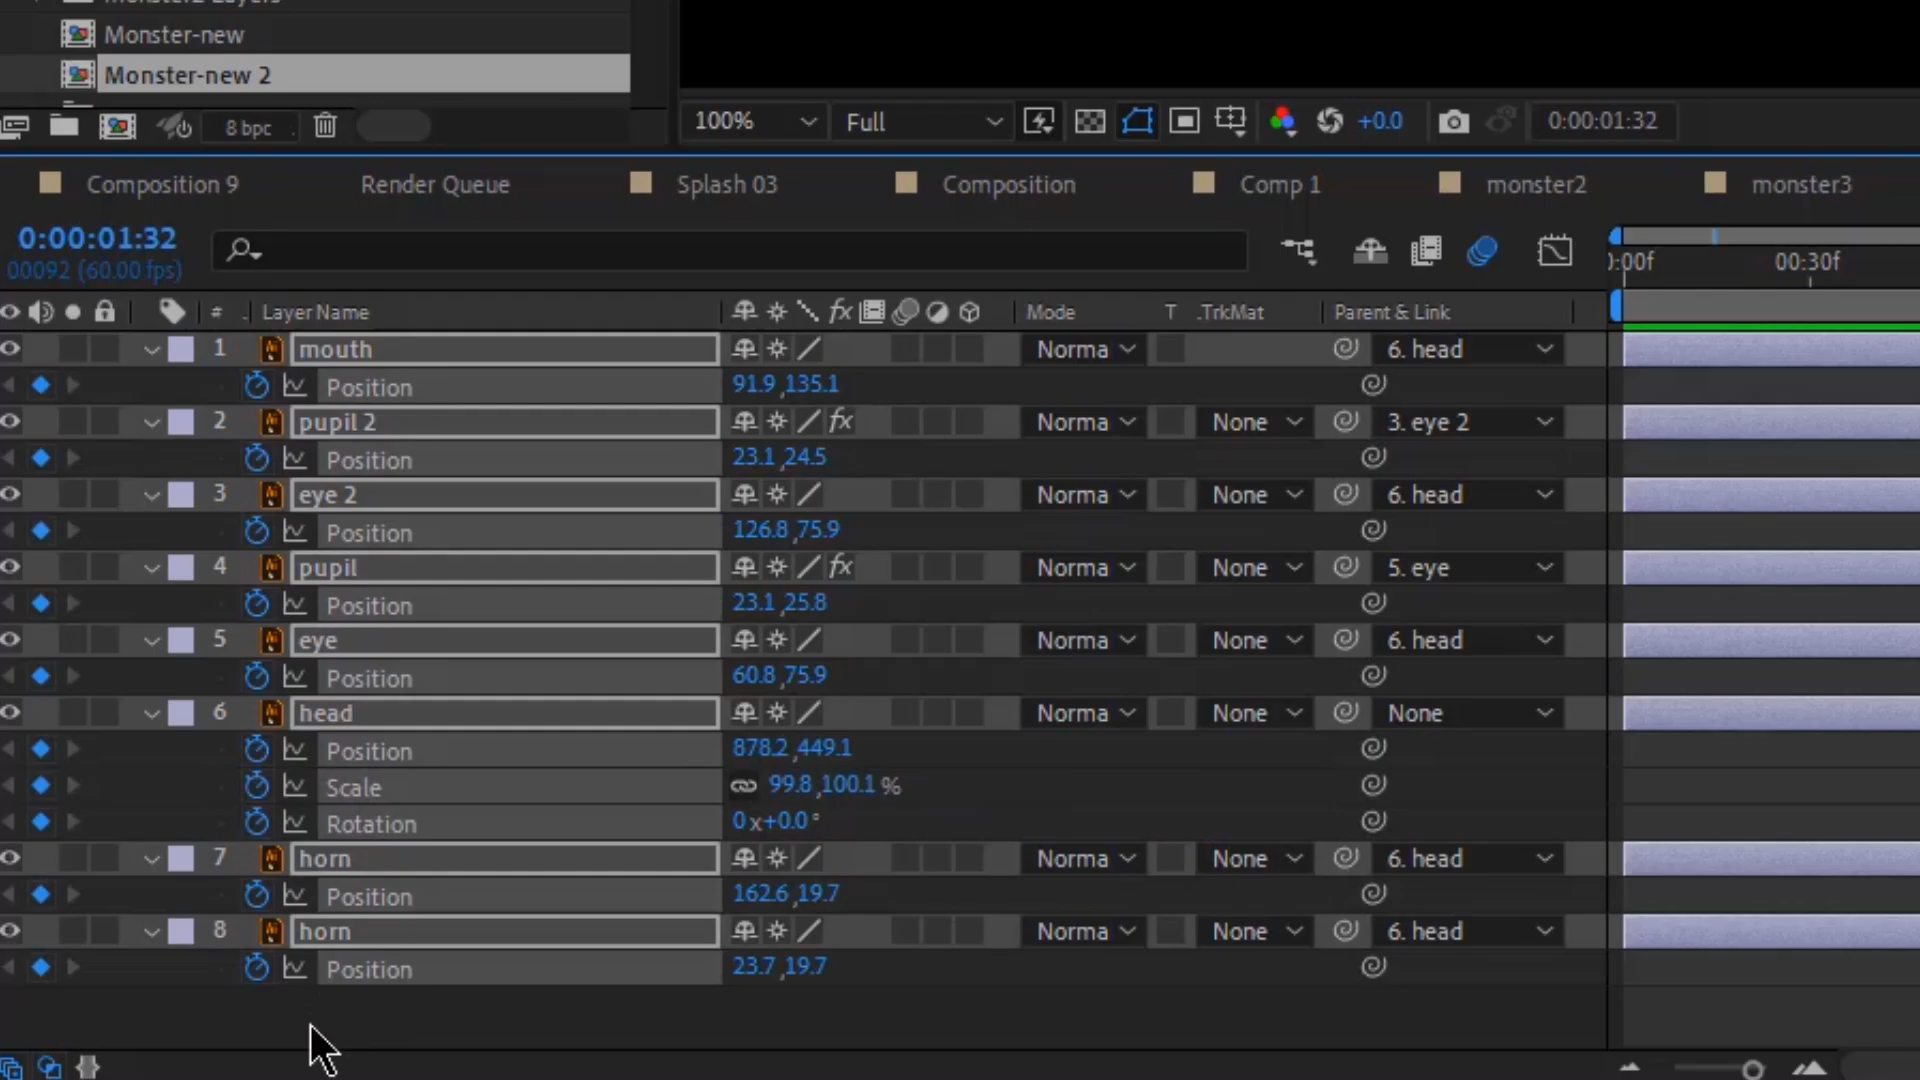 Monster-new
Monster-new 2
8 bpc
100%
Full
+0.0
0:00:01:32
Composition 9
Render Queue
Splash 03
Composition
Comp 1
monster2
monster3
0:00:01:32
00092 (60.00 fps)
:00f
00:30f
#
Layer Name
fx
Mode
T
.TrkMat
Parent & Link
1
mouth
Norma
6. head
Position
91.9,135.1
2
pupil 2
fx
Norma
None
3. eye 2
Position
23.1,24.5
3
eye 2
Norma
None
6. head
Position
126.8,75.9
4
pupil
fx
Norma
None
5. eye
Position
23.1,25.8
5
eye
Norma
None
6. head
Position
60.8,75.9
6
head
Norma
None
None
Position
878.2,449.1
Scale
99.8,100.1%
Rotation
0x+0.0°
7
horn
Norma
None
6. head
Position
162.6,19.7
8
horn
Norma
None
6. head
Position
23.7,19.7